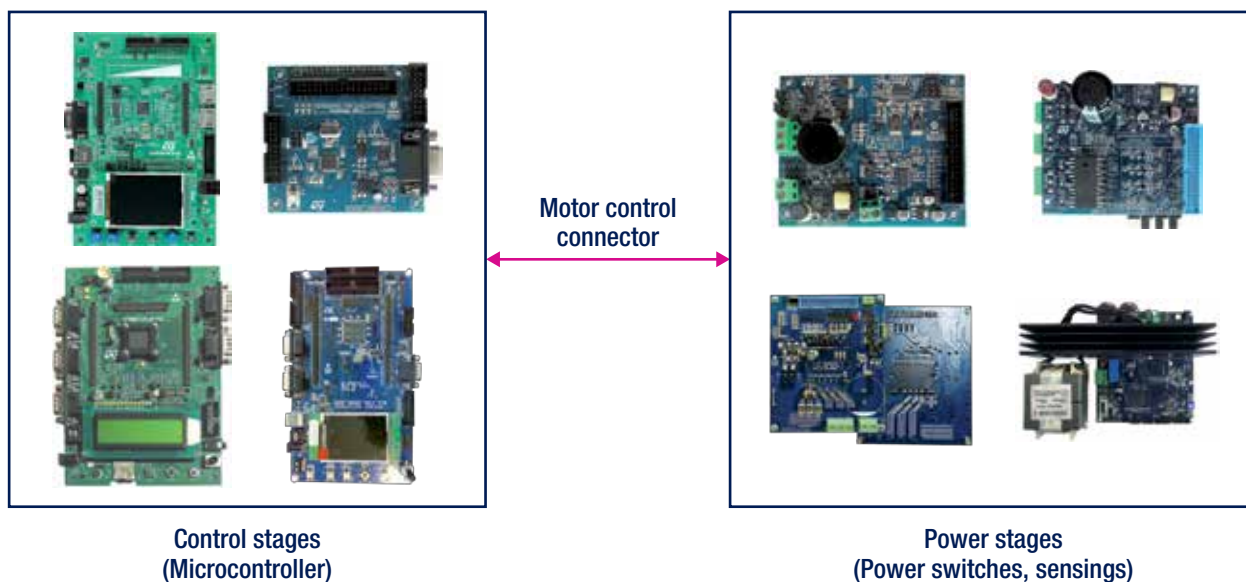 Motor control
connector
Control stages
(Microcontroller)
Power stages
(Power switches, sensings)